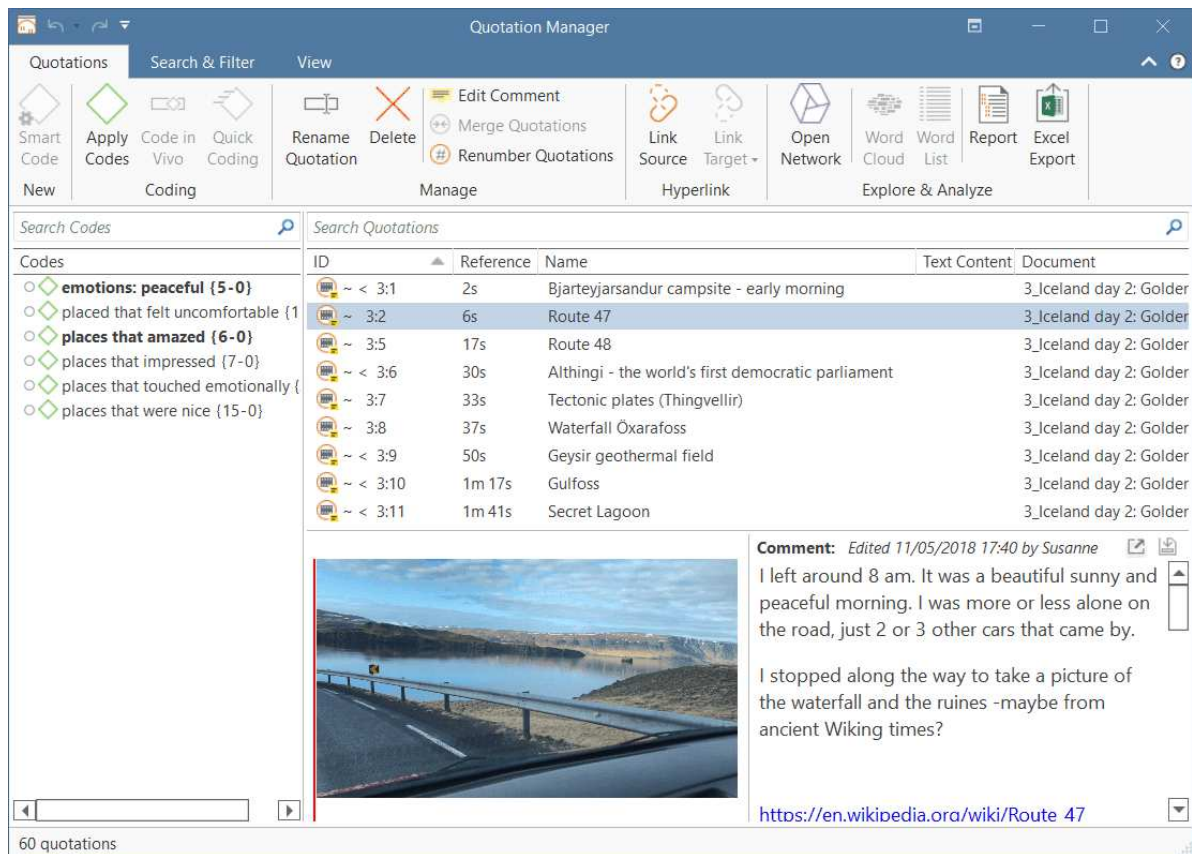 Quotation Manager
Quotations Search & Filter View
Smart Code
Apply Codes
Code in Vivo
Quick Coding
Rename Quotation
Delete
Edit Comment
Merge Quotations
Renumber Quotations
Link Source
Link Target
Open Network
Word Cloud
Word List
Report
Excel Export
New Coding Manage Hyperlink Explore & Analyze
Search Codes
Codes
emotions: peaceful {5-0}
placed that felt uncomfortable {1
places that amazed {6-0}
places that impressed {7-0}
places that touched emotionally {
places that were nice {15-0}
Search Quotations
ID Reference Name Text Content Document
~ < 3:1 2s Bjarteyjarsandur campsite - early morning 3_Iceland day 2: Golder
~ 3:2 6s Route 47 3_Iceland day 2: Golder
~ 3:5 17s Route 48 3_Iceland day 2: Golder
~ < 3:6 30s Althingi - the world's first democratic parliament 3_Iceland day 2: Golder
~ 3:7 33s Tectonic plates (Thingvellir) 3_Iceland day 2: Golder
~ 3:8 37s Waterfall Öxarafoss 3_Iceland day 2: Golder
~ < 3:9 50s Geysir geothermal field 3_Iceland day 2: Golder
~ < 3:10 1m 17s Gulfoss 3_Iceland day 2: Golder
~ < 3:11 1m 41s Secret Lagoon 3_Iceland day 2: Golder
Comment: Edited 11/05/2018 17:40 by Susanne
I left around 8 am. It was a beautiful sunny and
peaceful morning. I was more or less alone on
the road, just 2 or 3 other cars that came by.
I stopped along the way to take a picture of
the waterfall and the ruines -maybe from
ancient Wiking times?
https://en.wikipedia.org/wiki/Route_47
60 quotations